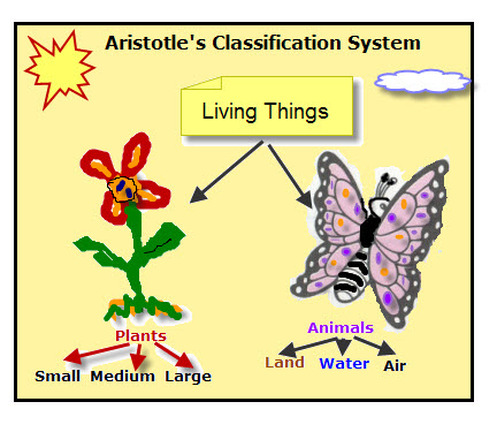 Aristotle's Classification System
Living Things
Plants
Small Medium Large
Animals
Land Water Air